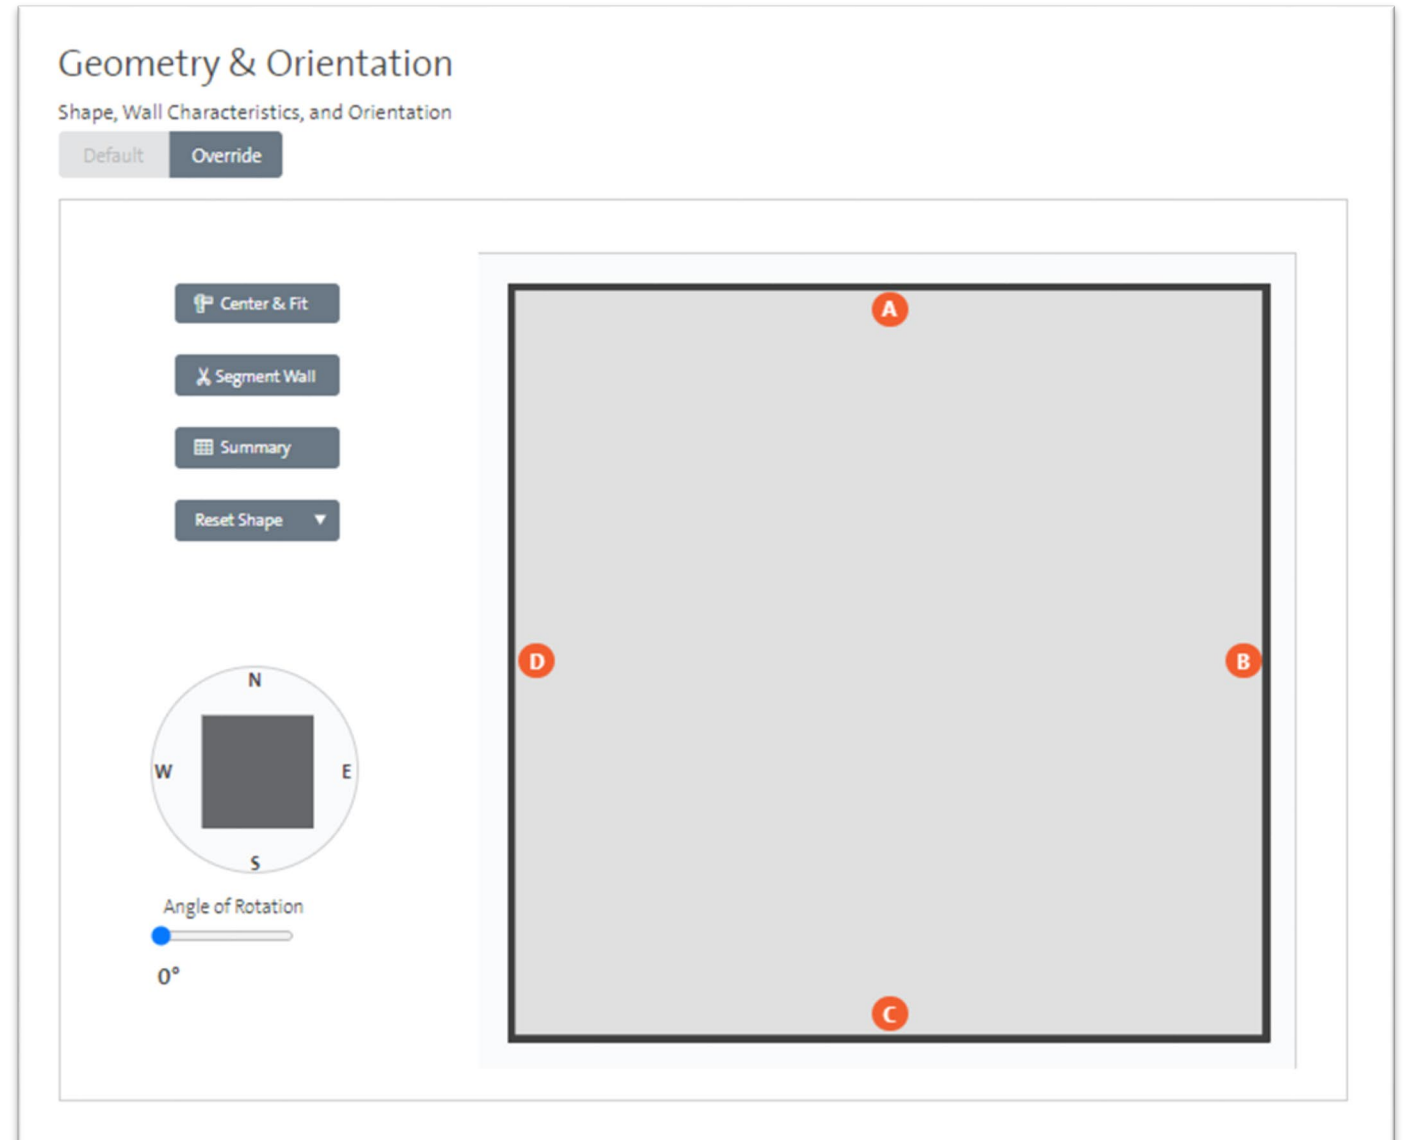 Geometry & Orientation
Shape, Wall Characteristics, and Orientation
Default Override
Center & Fit
Segment Wall
Summary
Reset Shape
A
D
B
C
N
W E
S
Angle of Rotation
0°